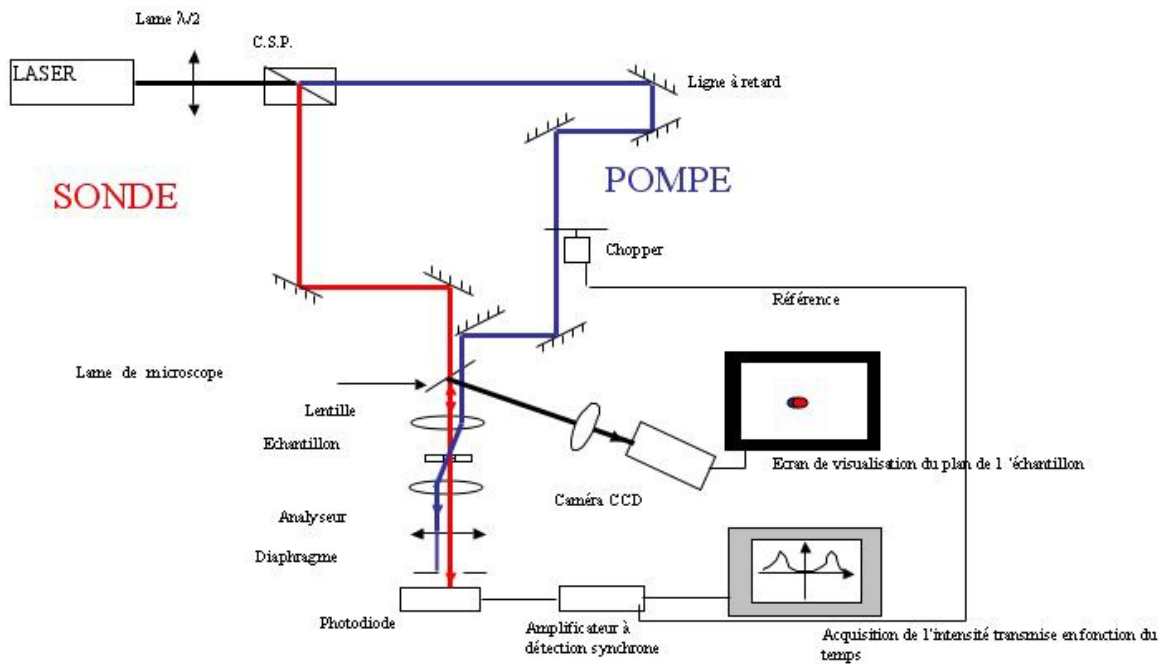 Lame λ/2
C.S.P.
LASER
Ligne à retard
SONDE
POMPE
Chopper
Référence
Lame de microscope
Lentille
Echantillon
Ecran de visualisation du plan de l 'échantillon
Caméra CCD
Analyseur
Diaphragme
Photodiode
Amplificateur à
détection synchrone
Acquisition de l'intensité transmise en fonction du
temps